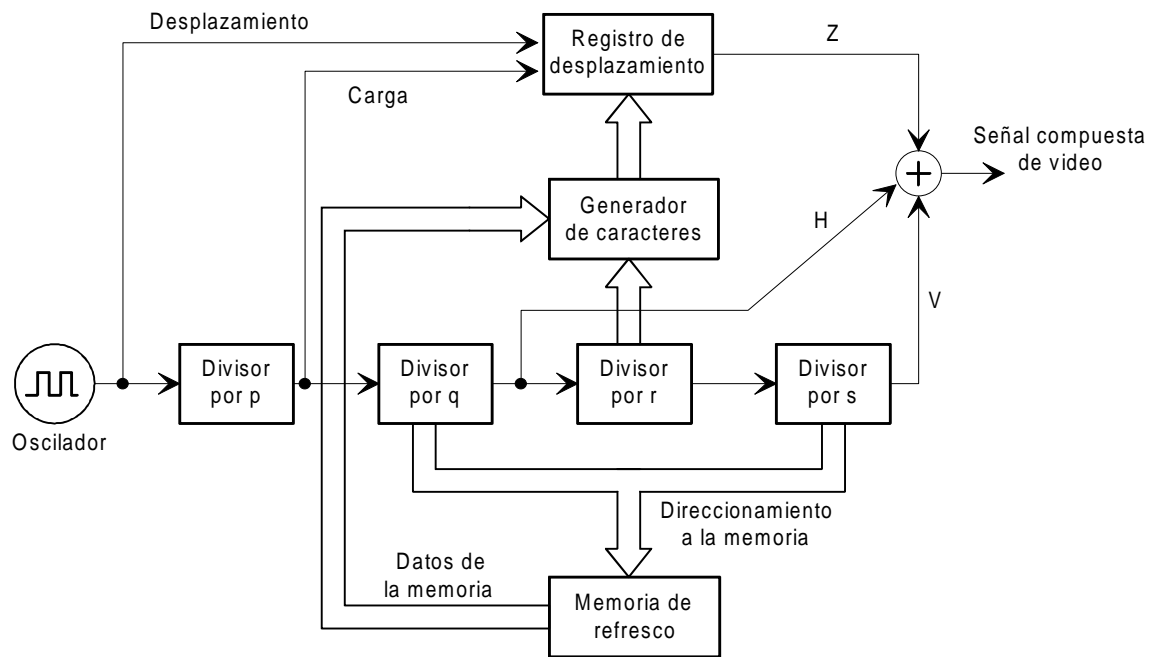 Desplazamiento
Registro de
desplazamiento
Z
Carga
Señal compuesta
de video
Generador
de caracteres
H
V
Divisor
por p
Divisor
por q
Divisor
por r
Divisor
por s
Oscilador
Direccionamiento
a la memoria
Datos de
la memoria
Memoria de
refresco